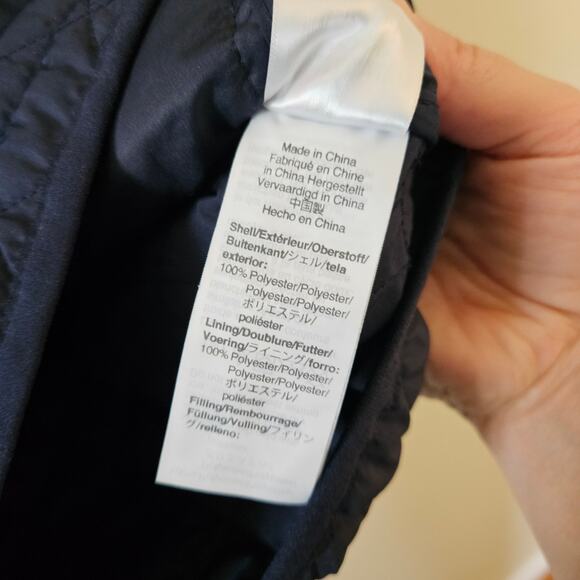 Made in China
Fabriqué en Chine
in China Hergestellt
Vervaardigd in China
中国製
Hecho en China
Shell/Extérieur/Oberstoff/
Buitenkant/シェル/tela
exterior:
100% Polyester/Polyester/
Polyester/Polyester/
ポリエステル/
poliéster
Lining/Doublure/Futter/
Voering/ライニング/forro:
100% Polyester/Polyester/
Polyester/Polyester/
ポリエステル/
poliéster
Filling/Rembourrage/
Füllung/Vulling/フィリン
グ/relleno: